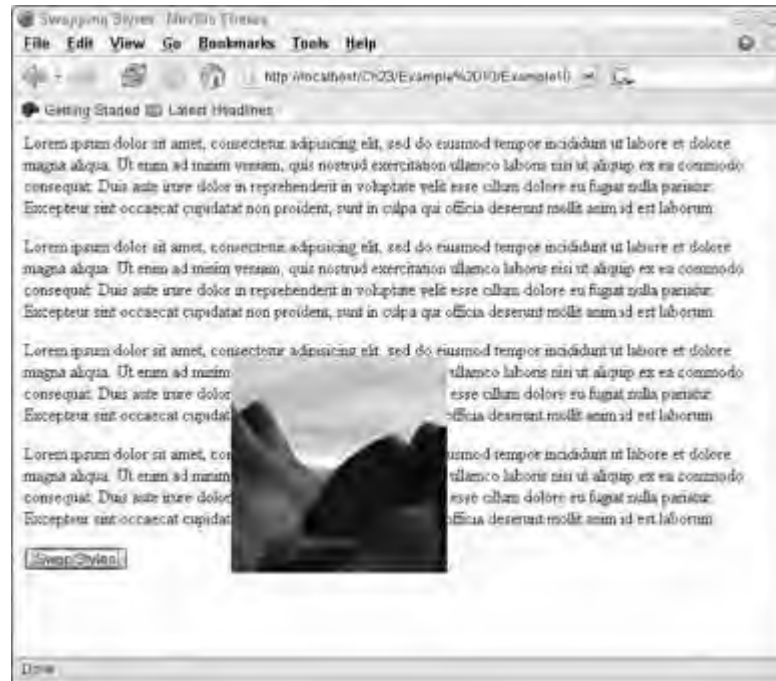 Swapping Styles - Mozilla Firefox
File Edit View Go Bookmarks Tools Help
http://localhost/Ch23/Example%2010/Example10
Getting Started Latest Headlines
Lorem ipsum dolor sit amet, consectetur adipisicing elit, sed do eiusmod tempor incididunt ut labore et dolore
magna aliqua. Ut enim ad minim veniam, quis nostrud exercitation ullamco laboris nisi ut aliquip ex ea commodo
consequat. Duis aute irure dolor in reprehenderit in voluptate velit esse cillum dolore eu fugiat nulla pariatur.
Excepteur sint occaecat cupidatat non proident, sunt in culpa qui officia deserunt mollit anim id est laborum.
Lorem ipsum dolor sit amet, consectetur adipisicing elit, sed do eiusmod tempor incididunt ut labore et dolore
magna aliqua. Ut enim ad minim veniam, quis nostrud exercitation ullamco laboris nisi ut aliquip ex ea commodo
consequat. Duis aute irure dolor in reprehenderit in voluptate velit esse cillum dolore eu fugiat nulla pariatur.
Excepteur sint occaecat cupidatat non proident, sunt in culpa qui officia deserunt mollit anim id est laborum.
Lorem ipsum dolor sit amet, consectetur adipisicing elit, sed do eiusmod tempor incididunt ut labore et dolore
magna aliqua. Ut enim ad minim ullamco laboris nisi ut aliquip ex ea commodo
consequat. Duis aute irure dolor esse cillum dolore eu fugiat nulla pariatur.
Excepteur sint occaecat cupidat officia deserunt mollit anim id est laborum.
Lorem ipsum dolor sit amet, con eiusmod tempor incididunt ut labore et dolore
magna aliqua. Ut enim ad minim ullamco laboris nisi ut aliquip ex ea commodo
consequat. Duis aute irure dolor esse cillum dolore eu fugiat nulla pariatur.
Excepteur sint occaecat cupidat officia deserunt mollit anim id est laborum.
Swap Styles
Done